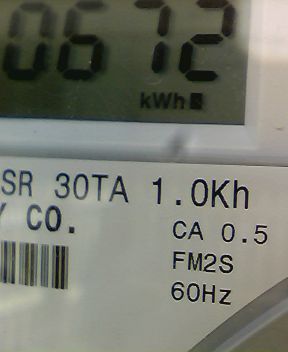 0672
kWh
SR 30TA 1.0Kh
Y CO.
CA 0.5
FM2S
60Hz